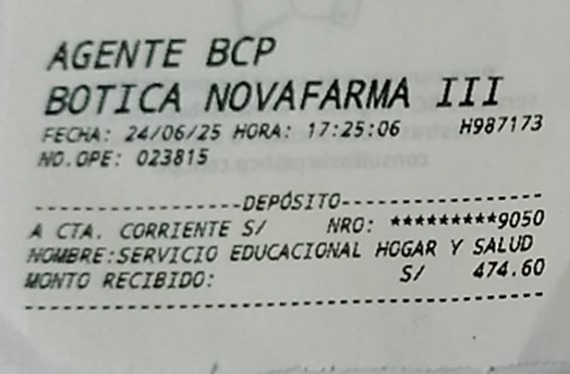 AGENTE BCP
BOTICA NOVAFARMA III
FECHA: 24/06/25 HORA: 17:25:06 H987173
NO.OPE: 023815
--------------------DEPÓSITO-------------------
A CTA. CORRIENTE S/ NRO: *********9050
NOMBRE:SERVICIO EDUCACIONAL HOGAR Y SALUD
MONTO RECIBIDO: S/ 474.60
-----------------------------------------------